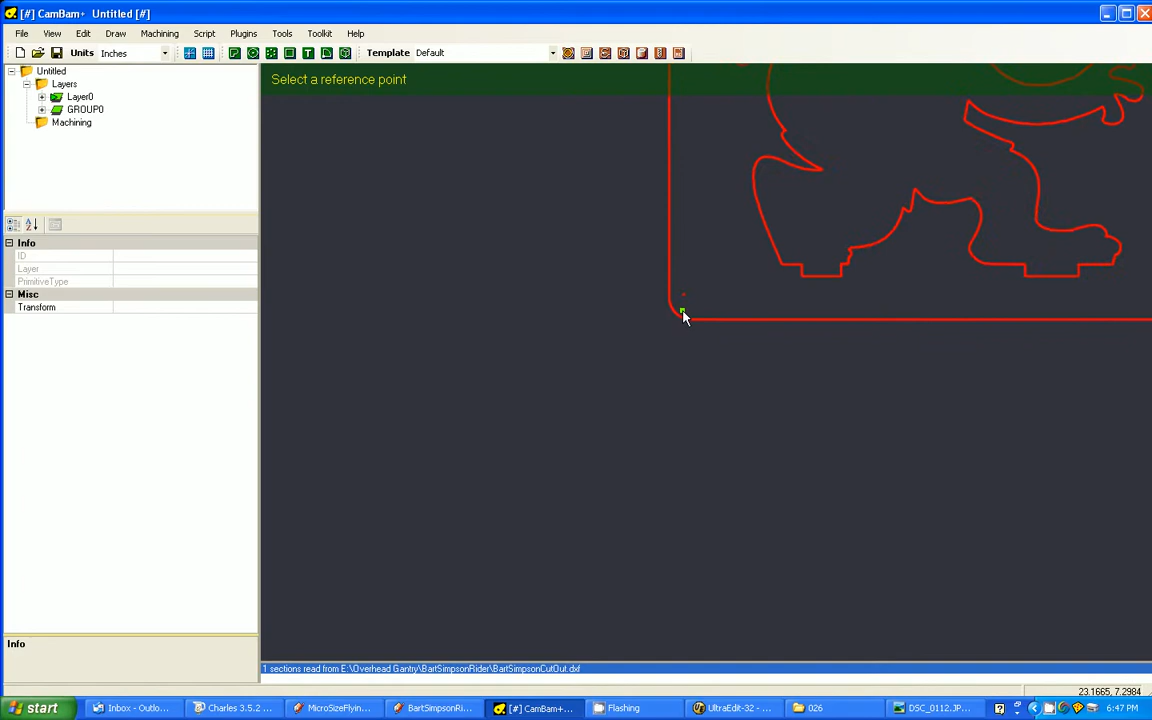 [#] CamBam+  Untitled [#]
File View Edit Draw Machining Script Plugins Tools Toolkit Help
Units Inches Template Default
Untitled
Layers
Layer0
GROUP0
Machining
Select a reference point
Info
ID
Layer
PrimitiveType
Misc
Transform
Info
1 sections read from E:\Overhead Gantry\BartSimpsonRider\BartSimpsonCutOut.dxf
23.1665, 7.2984
start Inbox - Outlo... Charles 3.5.2 ... MicroSizeFlyin... BartSimpsonRi... [#] CamBam+... Flashing UltraEdit-32 - ... 026 DSC_0112.JP... 6:47 PM